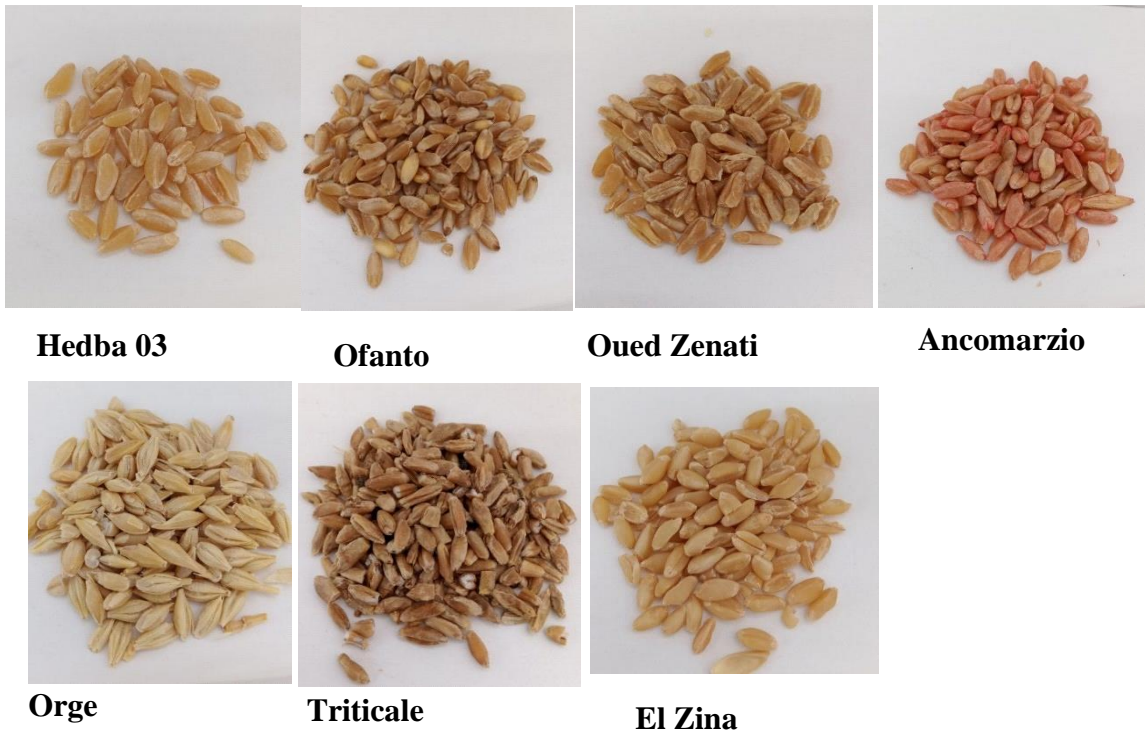 Hedba 03
Ofanto
Oued Zenati
Ancomarzio
Orge
Triticale
El Zina